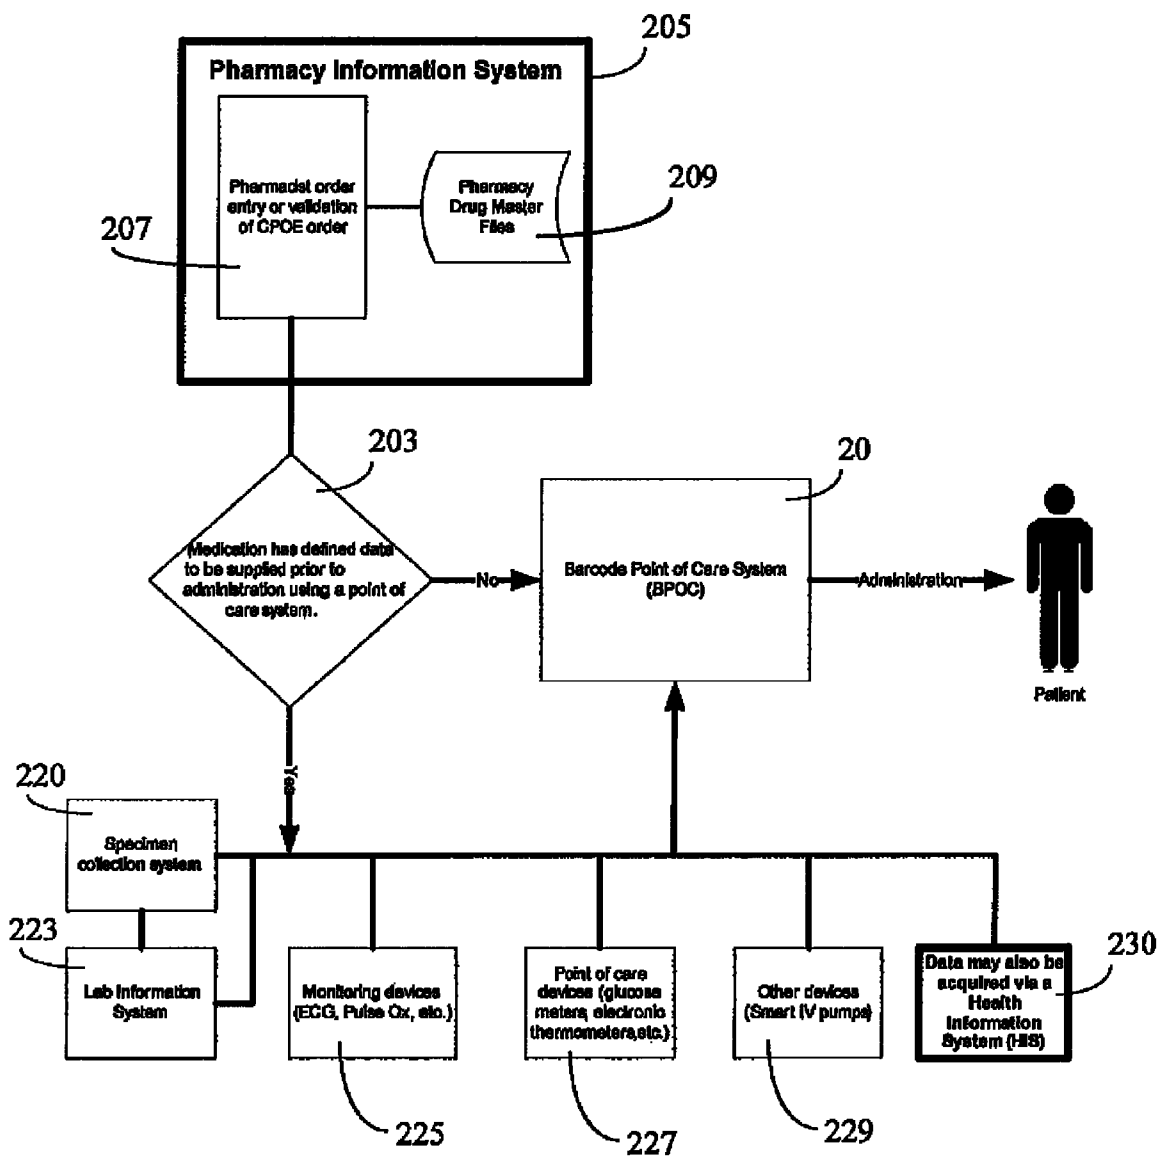 205
Pharmacy Information System
Pharmacist order
entry or validation
of CPOE order
Pharmacy
Drug Master
Files
209
207
203
Medication has defined data
to be supplied prior to
administration using a point of
care system.
No
20
Barcode Point of Care System
(BPOC)
Administration
Patient
Yes
220
Specimen
collection system
223
Lab Information
System
Monitoring devices
(ECG, Pulse Ox, etc.)
225
Point of care
devices (glucose
meters, electronic
thermometers,etc.)
227
Other devices
(Smart IV pumps)
229
Data may also be
acquired via a
Health
Information
System (HIS)
230